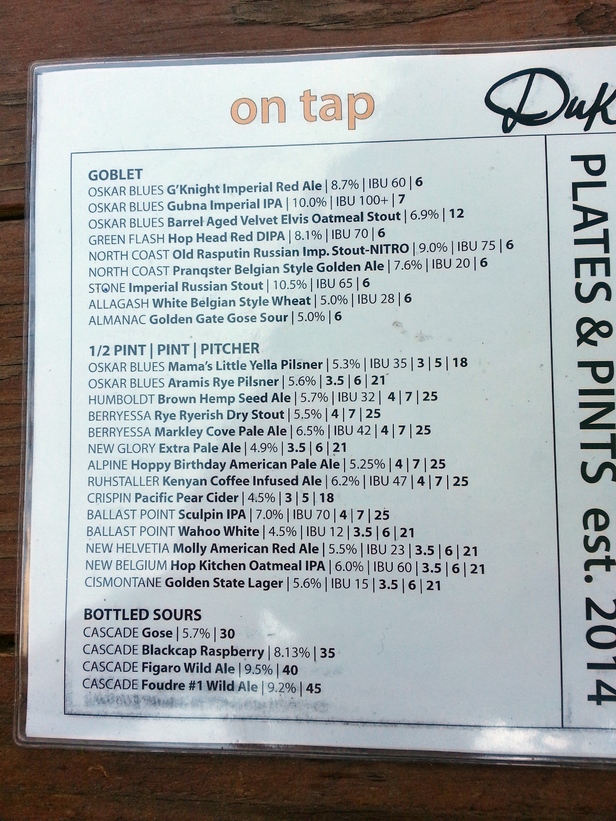 on tap
Duk
GOBLET
OSKAR BLUES G'Knight Imperial Red Ale | 8.7% | IBU 60 | 6
OSKAR BLUES Gubna Imperial IPA | 10.0% | IBU 100+ | 7
OSKAR BLUES Barrel Aged Velvet Elvis Oatmeal Stout | 6.9% | 12
GREEN FLASH Hop Head Red DIPA | 8.1% | IBU 70 | 6
NORTH COAST Old Rasputin Russian Imp. Stout-NITRO | 9.0% | IBU 75 | 6
NORTH COAST Pranqster Belgian Style Golden Ale | 7.6% | IBU 20 | 6
STONE Imperial Russian Stout | 10.5% | IBU 65 | 6
ALLAGASH White Belgian Style Wheat | 5.0% | IBU 28 | 6
ALMANAC Golden Gate Gose Sour | 5.0% | 6
1/2 PINT | PINT | PITCHER
OSKAR BLUES Mama's Little Yella Pilsner | 5.3% | IBU 35 | 3 | 5 | 18
OSKAR BLUES Aramis Rye Pilsner | 5.6% | 3.5 | 6 | 21
HUMBOLDT Brown Hemp Seed Ale | 5.7% | IBU 32 | 4 | 7 | 25
BERRYESSA Rye Ryerish Dry Stout | 5.5% | 4 | 7 | 25
BERRYESSA Markley Cove Pale Ale | 6.5% | IBU 42 | 4 | 7 | 25
NEW GLORY Extra Pale Ale | 4.9% | 3.5 | 6 | 21
ALPINE Hoppy Birthday American Pale Ale | 5.25% | 4 | 7 | 25
RUHSTALLER Kenyan Coffee Infused Ale | 6.2% | IBU 47 | 4 | 7 | 25
CRISPIN Pacific Pear Cider | 4.5% | 3 | 5 | 18
BALLAST POINT Sculpin IPA | 7.0% | IBU 70 | 4 | 7 | 25
BALLAST POINT Wahoo White | 4.5% | IBU 12 | 3.5 | 6 | 21
NEW HELVETIA Molly American Red Ale | 5.5% | IBU 23 | 3.5 | 6 | 21
NEW BELGIUM Hop Kitchen Oatmeal IPA | 6.0% | IBU 60 | 3.5 | 6 | 21
CISMONTANE Golden State Lager | 5.6% | IBU 15 | 3.5 | 6 | 21
BOTTLED SOURS
CASCADE Gose | 5.7% | 30
CASCADE Blackcap Raspberry | 8.13% | 35
CASCADE Figaro Wild Ale | 9.5% | 40
CASCADE Foudre #1 Wild Ale | 9.2% | 45
PLATES & PINTS est. 2014